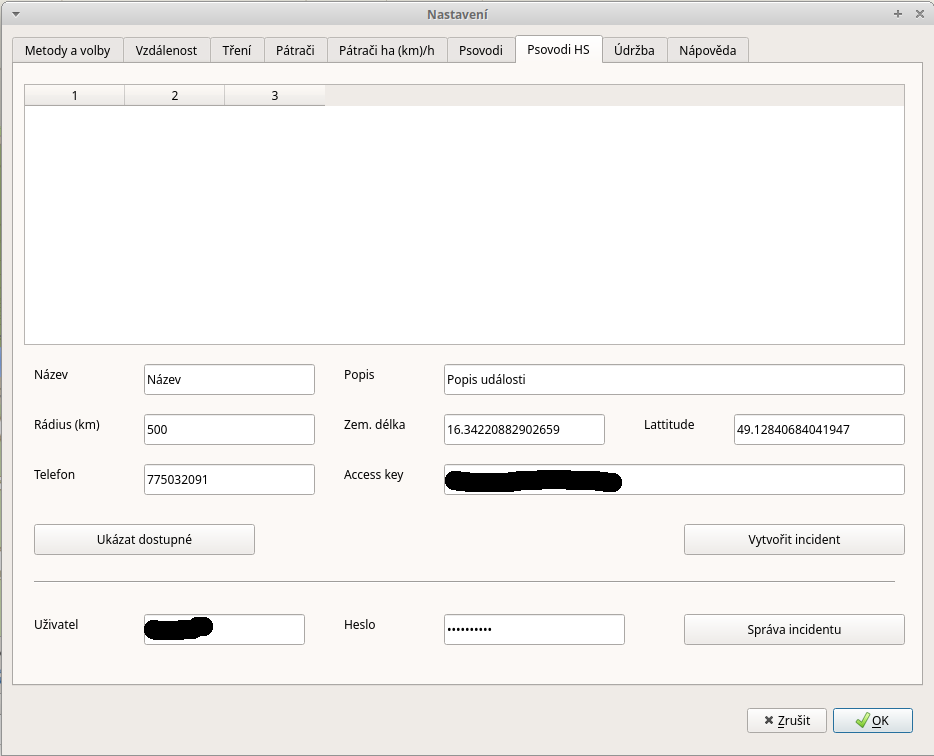 Nastavení
Metody a volby Vzdálenost Tření Pátrači Pátrači ha (km)/h Psovodi Psovodi HS Údržba Nápověda
1 2 3
Název Název Popis Popis události
Rádius (km) 500 Zem. délka 16.34220882902659 Lattitude 49.12840684041947
Telefon 775032091 Access key
Ukázat dostupné Vytvořit incident
Uživatel Heslo •••••••••• Správa incidentu
Zrušit OK